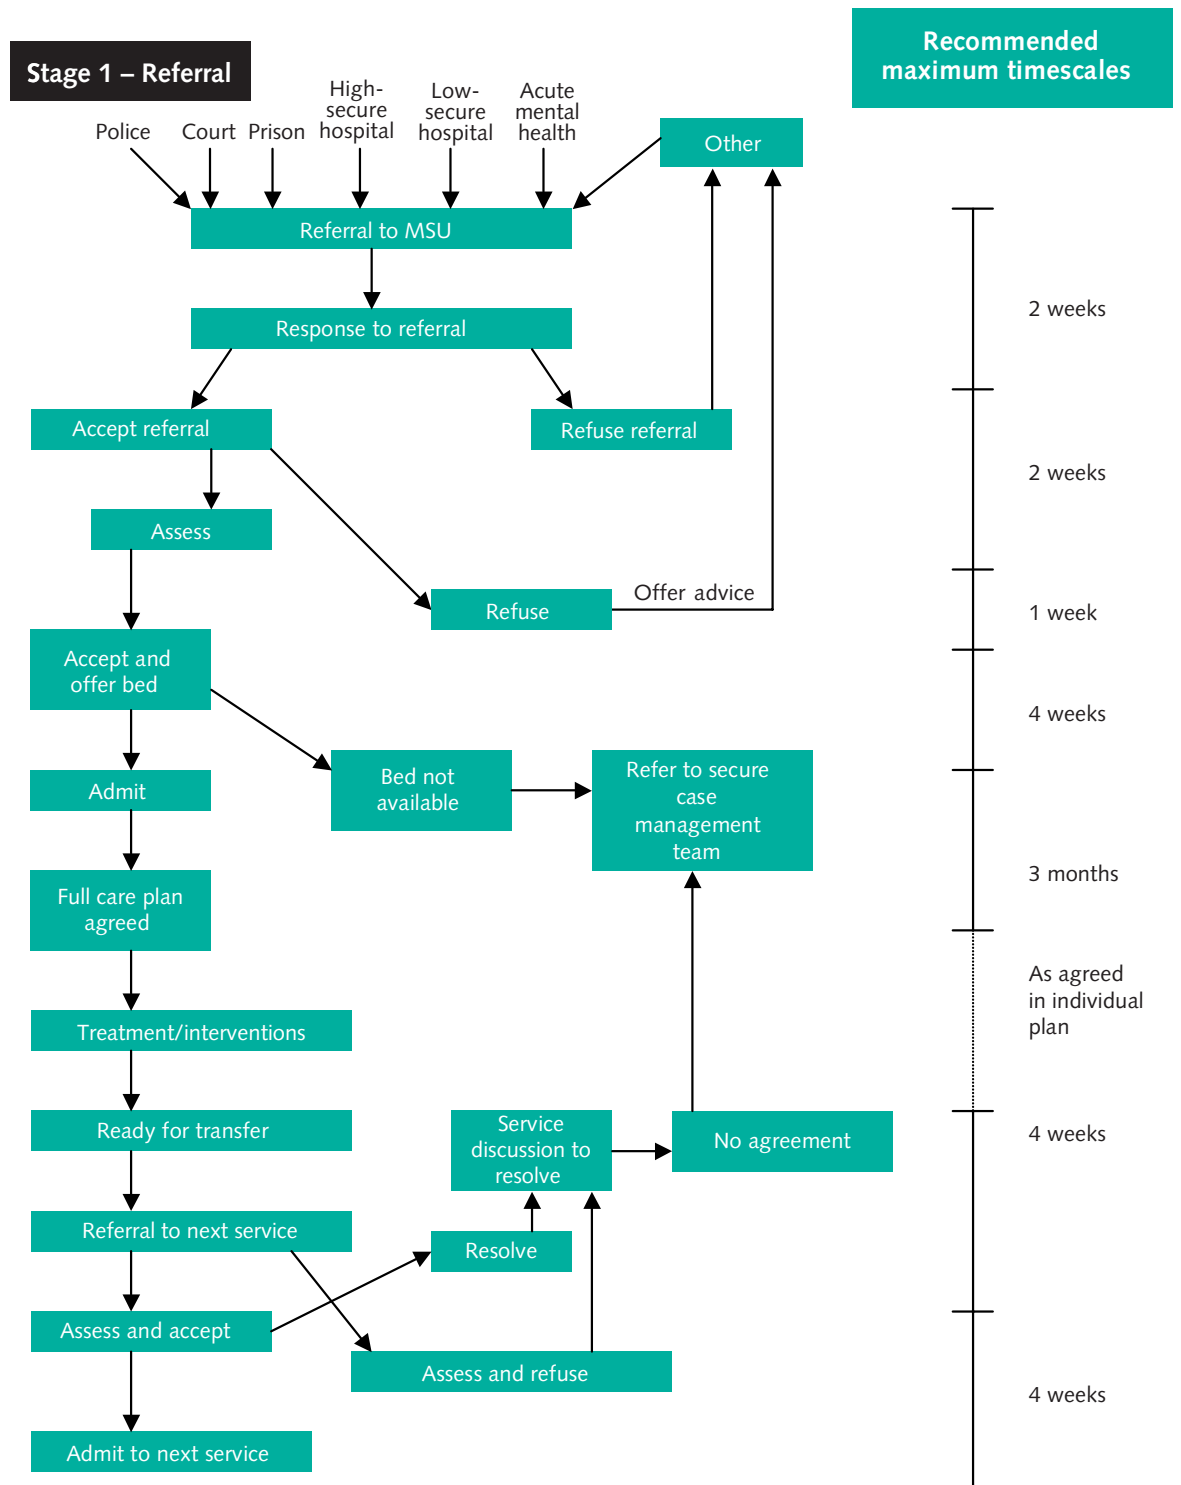 Stage 1 – Referral
Recommended
maximum timescales
Police
Court
Prison
High-
secure
hospital
Low-
secure
hospital
Acute
mental
health
Other
Referral to MSU
2 weeks
Response to referral
Accept referral
Refuse referral
2 weeks
Assess
Refuse
Offer advice
1 week
Accept and
offer bed
4 weeks
Admit
Bed not
available
Refer to secure
case
management
team
3 months
Full care plan
agreed
As agreed
in individual
plan
Treatment/interventions
Ready for transfer
Service
discussion to
resolve
No agreement
4 weeks
Referral to next service
Resolve
Assess and accept
Assess and refuse
4 weeks
Admit to next service